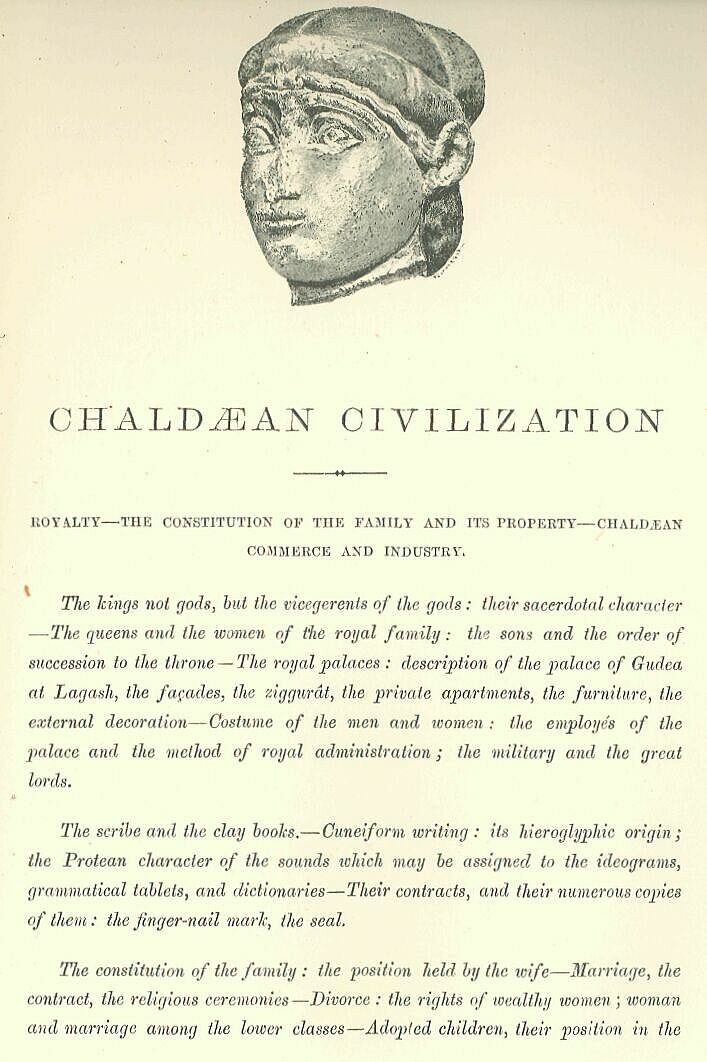 CHALDÆAN CIVILIZATION
ROYALTY—THE CONSTITUTION OF THE FAMILY AND ITS PROPERTY—CHALDÆAN
COMMERCE AND INDUSTRY.
The kings not gods, but the vicegerents of the gods: their sacerdotal character
—The queens and the women of the royal family: the sons and the order of
succession to the throne—The royal palaces: description of the palace of Gudea
at Lagash, the façades, the ziggurât, the private apartments, the furniture, the
external decoration—Costume of the men and women: the employés of the
palace and the method of royal administration; the military and the great
lords.
The scribe and the clay books.—Cuneiform writing: its hieroglyphic origin;
the Protean character of the sounds which may be assigned to the ideograms,
grammatical tablets, and dictionaries—Their contracts, and their numerous copies
of them: the finger-nail mark, the seal.
The constitution of the family: the position held by the wife—Marriage, the
contract, the religious ceremonies—Divorce: the rights of wealthy women; woman
and marriage among the lower classes—Adopted children, their position in the